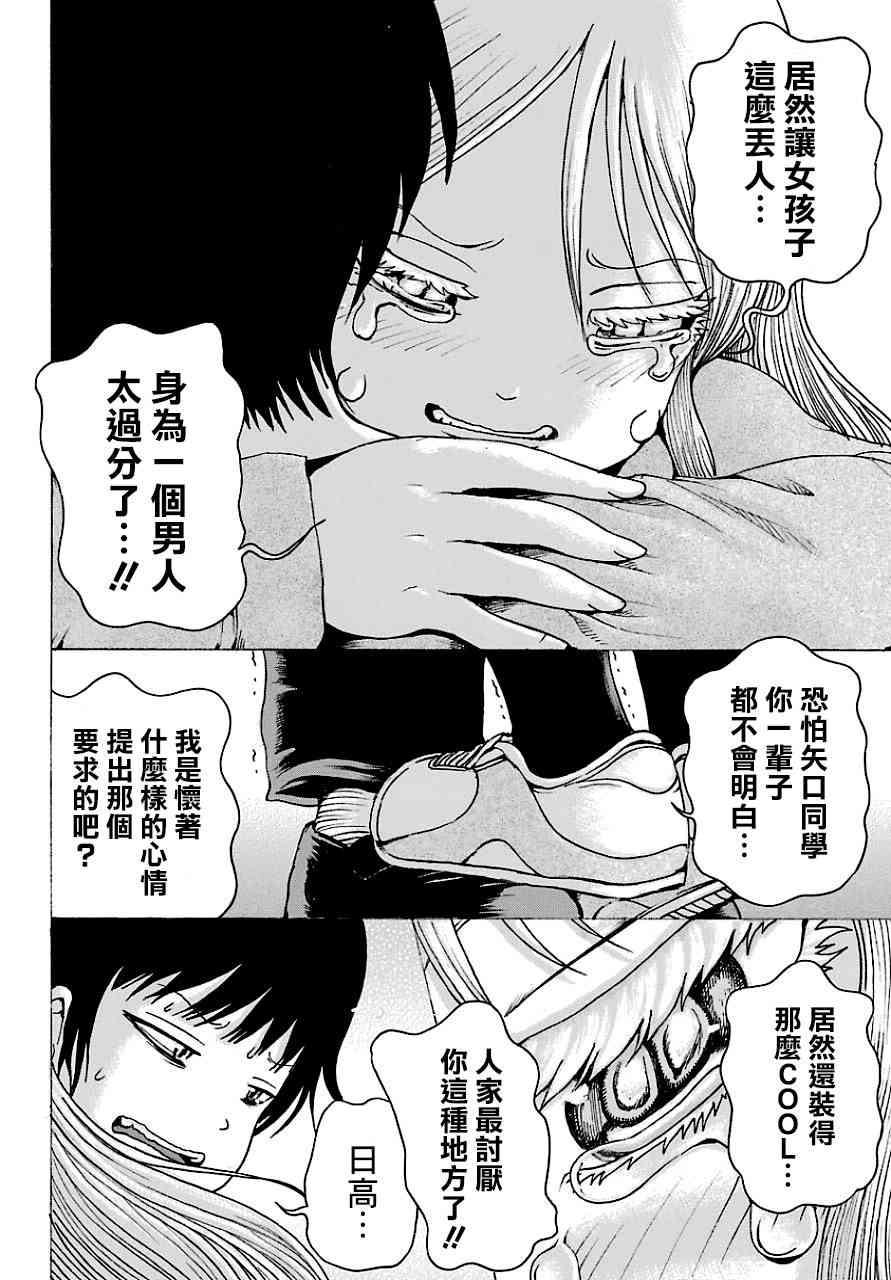 居然讓女孩子
這麼丟人…
身為一個男人
太過分了…!!
恐怕矢口同學
你一輩子
都不會明白…
我是懷著
什麼樣的心情
提出那個
要求的吧？
居然還裝得
那麼COOL…
人家最討厭
你這種地方了!!
日高…